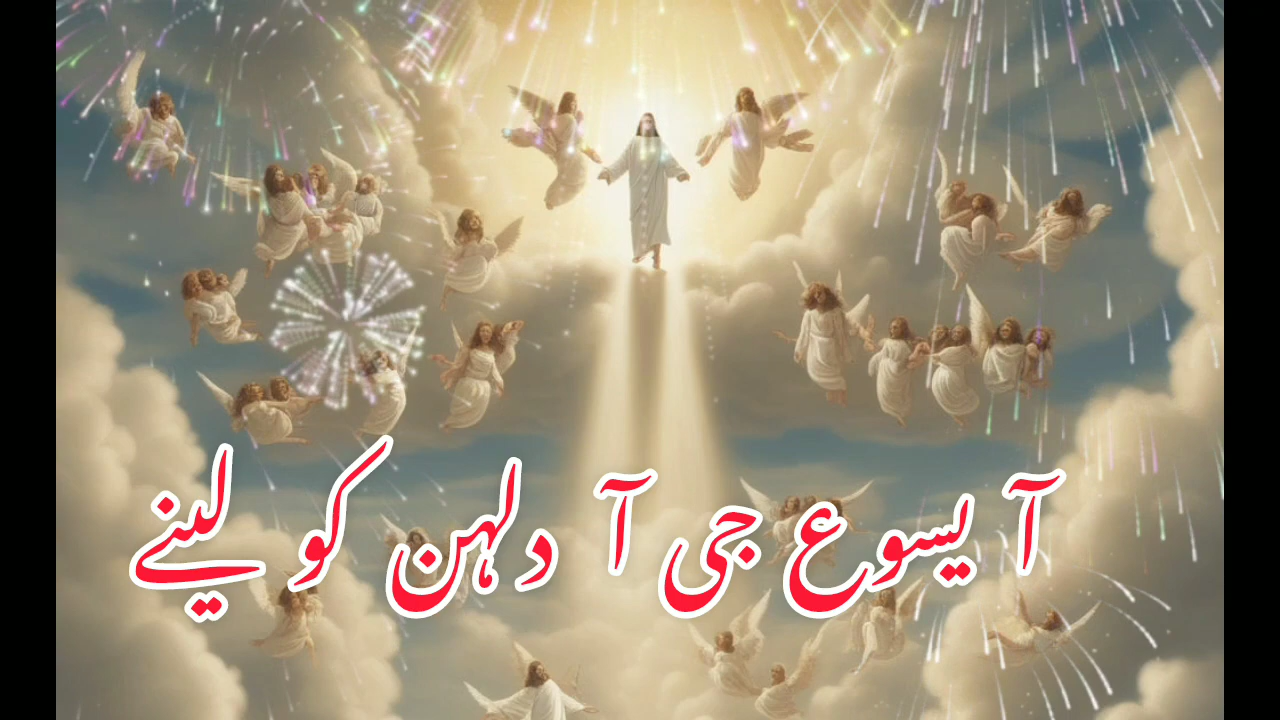 آ یسوع جی آ دلہن کو لینے